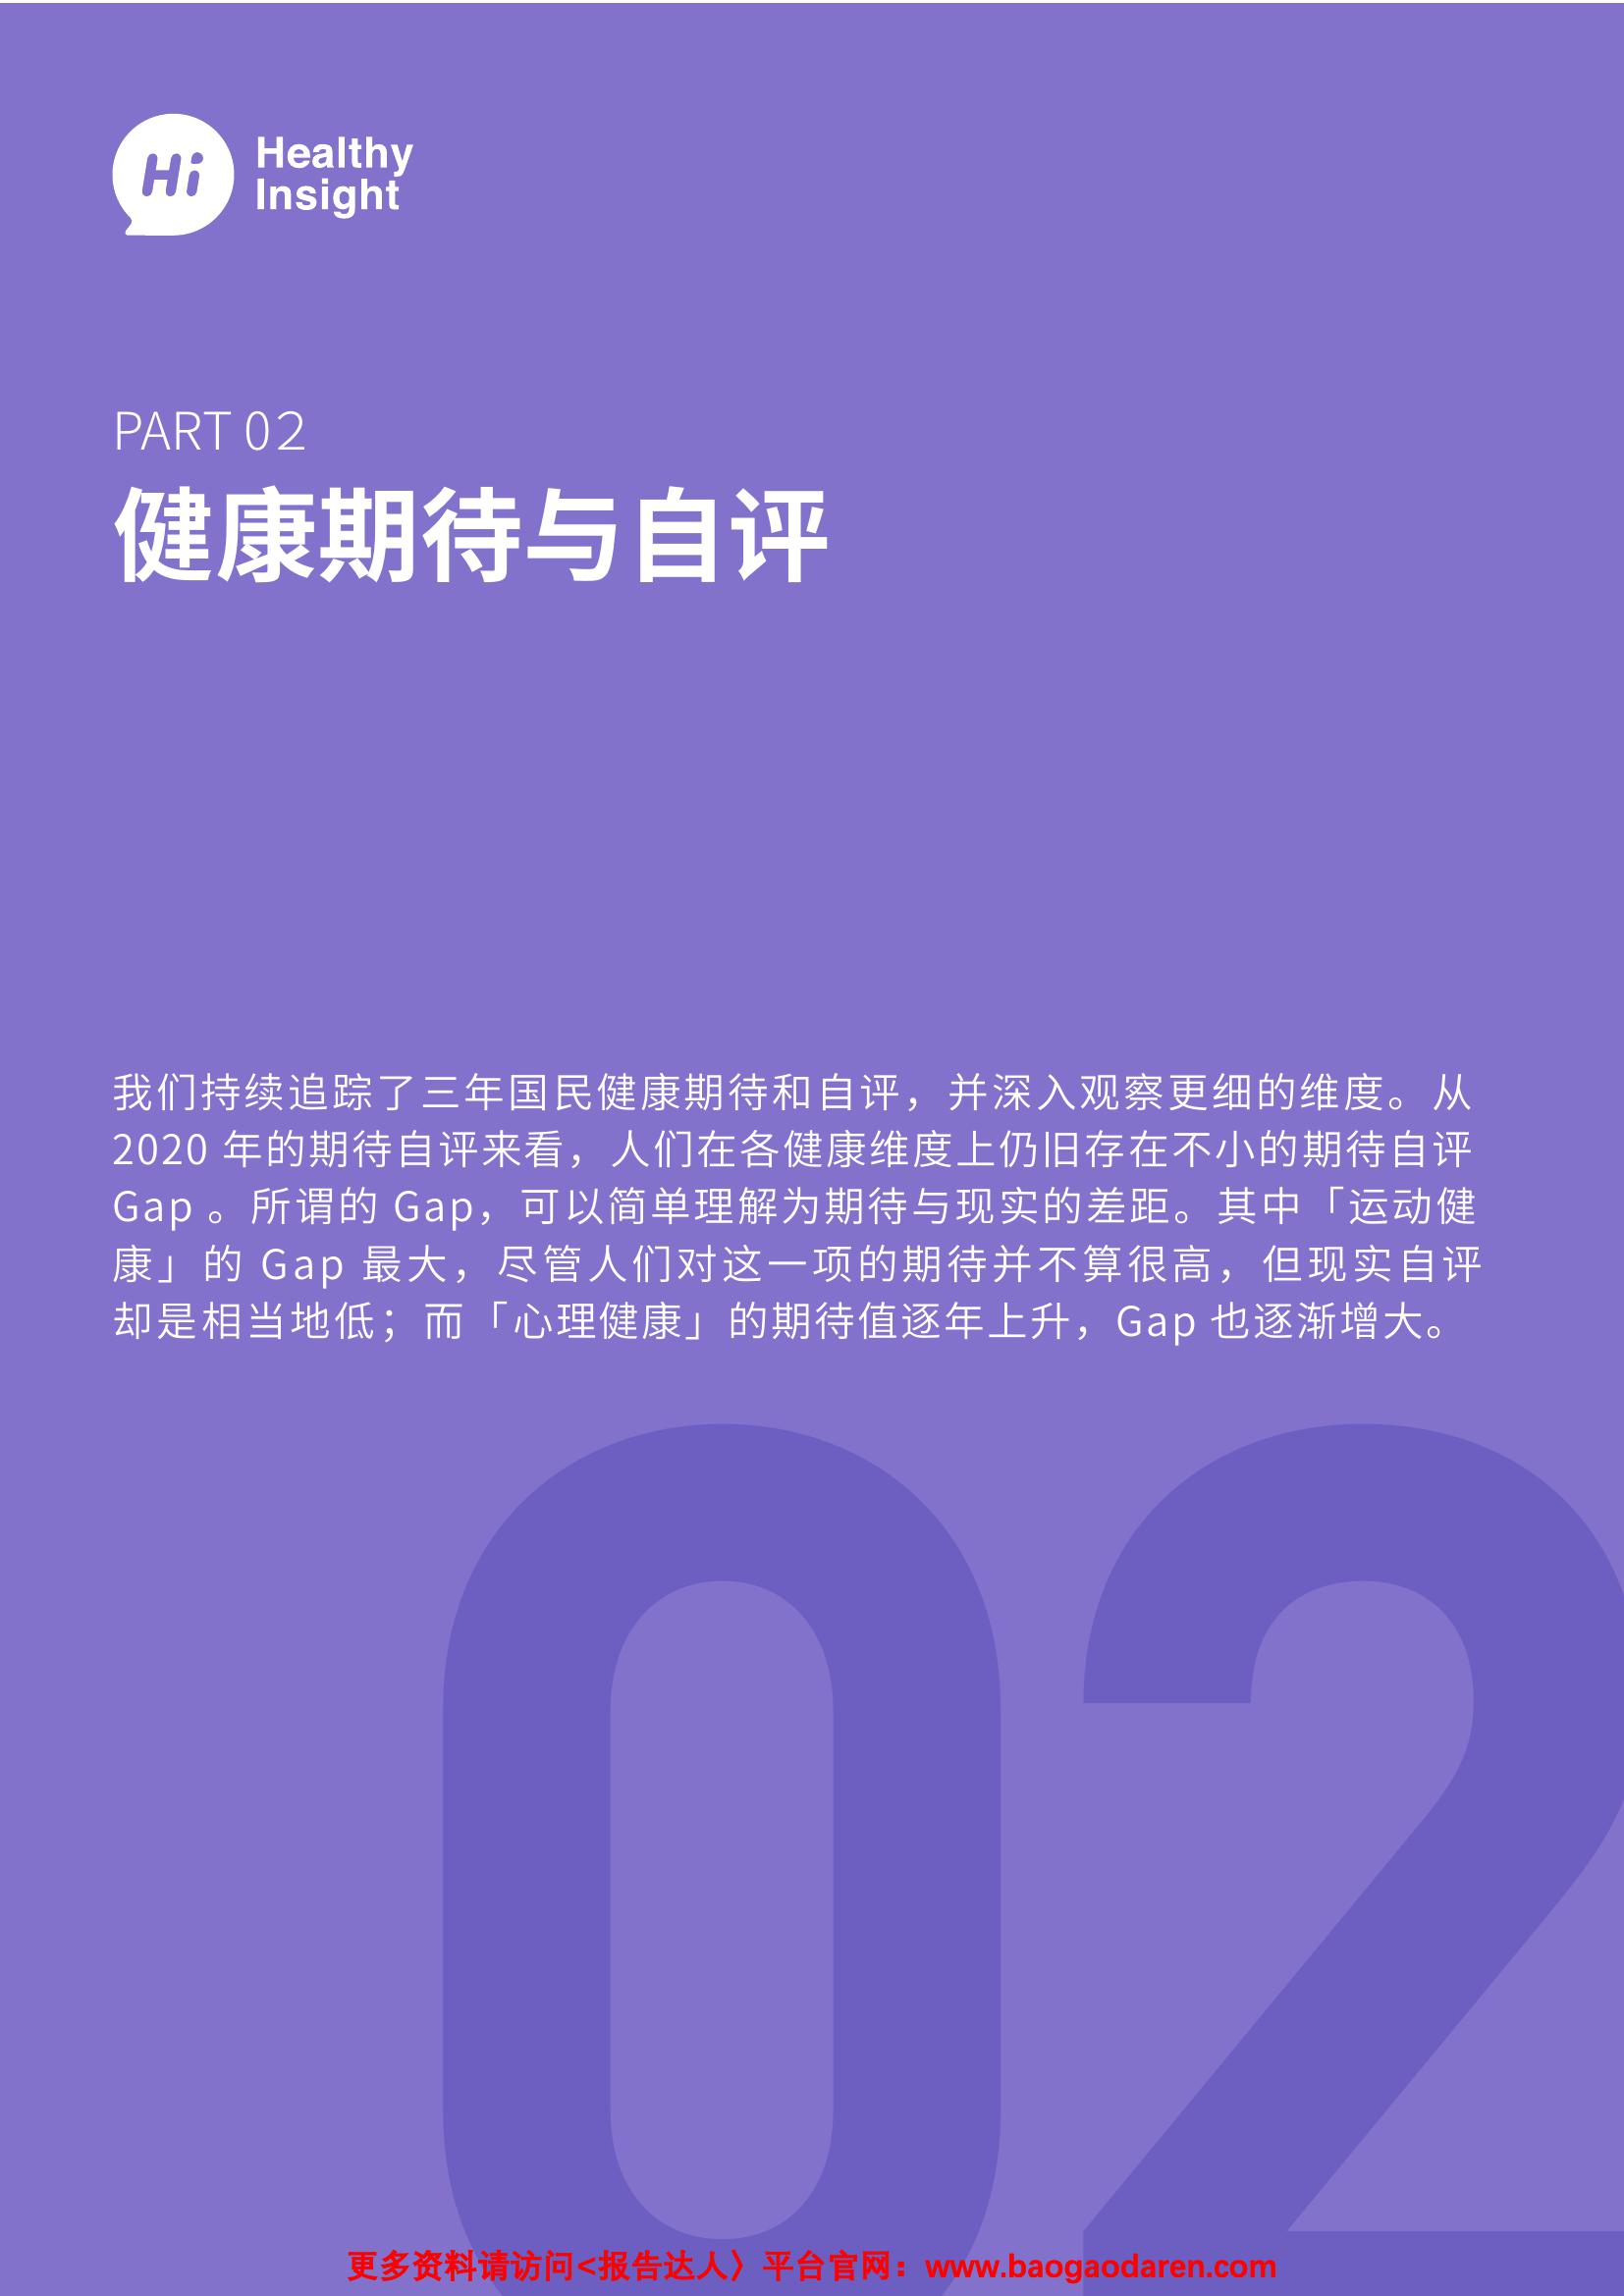 Hi
Healthy
Insight
PART 02
健康期待与自评
我们持续追踪了三年国民健康期待和自评，并深入观察更细的维度。从
2020 年的期待自评来看，人们在各健康维度上仍旧存在不小的期待自评
Gap 。所谓的 Gap，可以简单理解为期待与现实的差距。其中「运动健
康」的 Gap 最大，尽管人们对这一项的期待并不算很高，但现实自评
却是相当地低；而「心理健康」的期待值逐年上升，Gap 也逐渐增大。
02
更多资料请访问<报告达人〉平台官网：www.baogaodaren.com